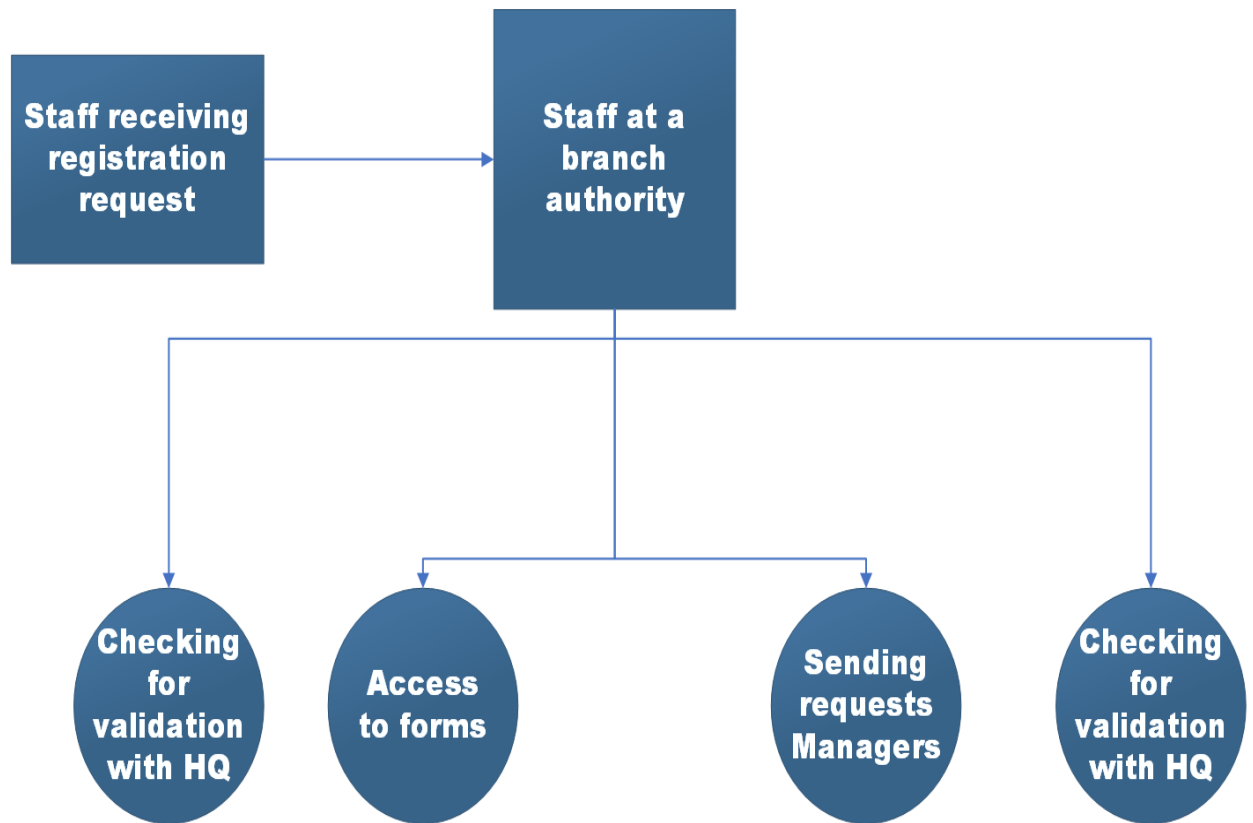 Staff receiving
registration
request
Staff at a
branch
authority
Checking
for
validation
with HQ
Access
to forms
Sending
requests
Managers
Checking
for
validation
with HQ